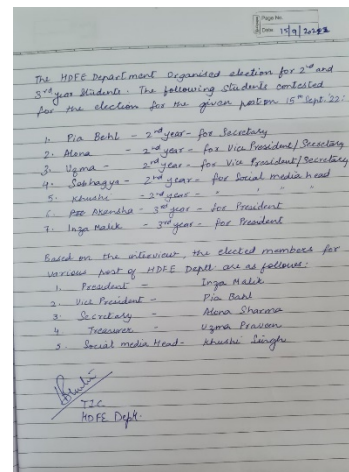 Page No.
Date 15/9/2022
The HDFE Department Organised election for 2nd and
3rd year Students. The following students contested
for the election for the given post on 15th Sept.'22:
1. Pia Bahl - 2nd year - for Secretary
2. Alena - 2nd year - for Vice President/Secretary
3. Uzma - 2nd year - for Vice President/Secretary
4. Sabhagya - 2nd year - for Social media head
5. Khushi - 2nd year - " " "
6. Akansha - 3rd year - for President
7. Inza Malik - 3rd year - for President
Based on the interview, the elected members for
various post of HDFE Deptt. are as follows:
1. President - Inza Malik
2. Vice President - Pia Bahl
3. Secretary - Alena Sharma
4 Treasurer - Uzma Praveen
5. Social media Head - Khushi Singh
TIC
HDFE Deptt.